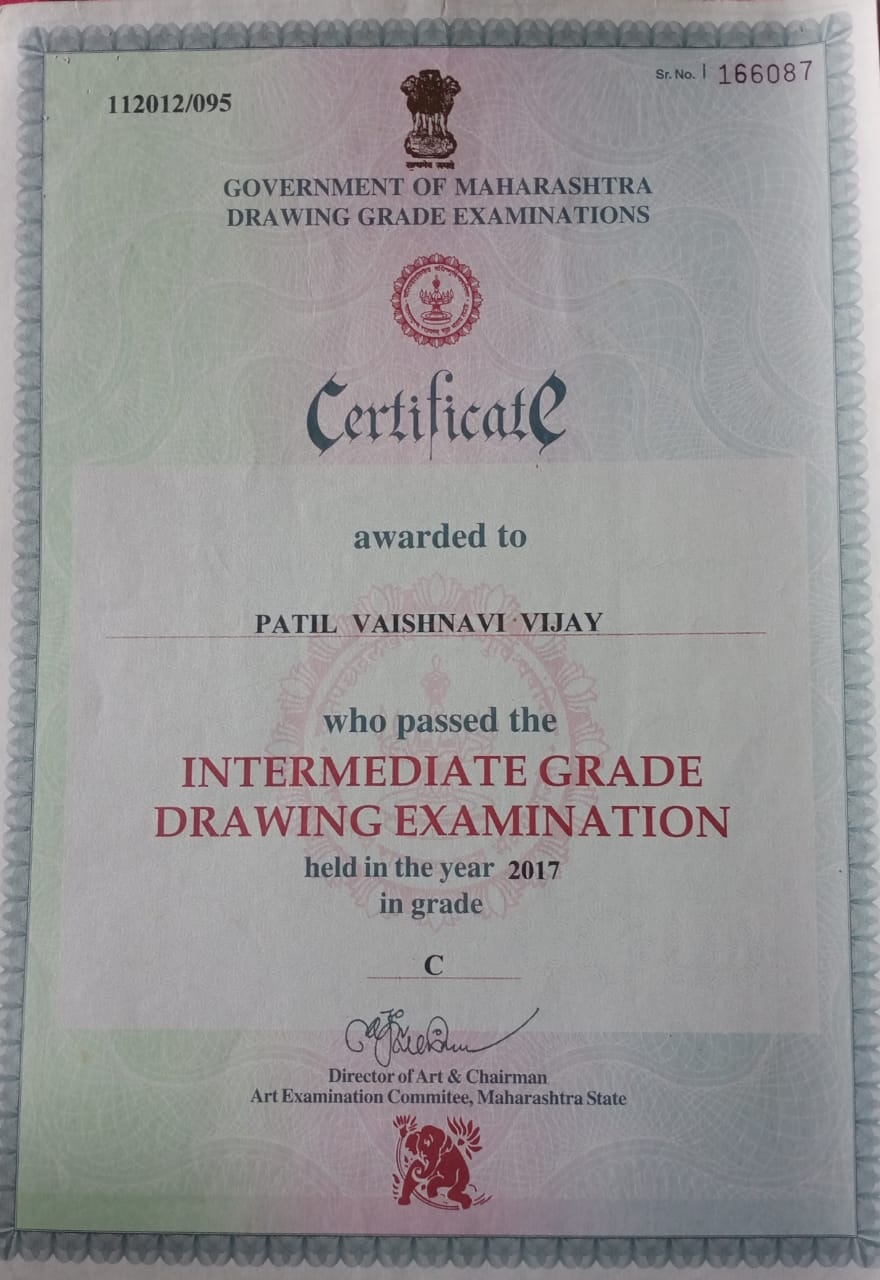 Sr. No. I 166087
112012/095
सत्यमेव जयते
GOVERNMENT OF MAHARASHTRA
DRAWING GRADE EXAMINATIONS
Certificate
awarded to
PATIL VAISHNAVI VIJAY
who passed the
INTERMEDIATE GRADE
DRAWING EXAMINATION
held in the year 2017
in grade
C
Director of Art & Chairman
Art Examination Commitee, Maharashtra State